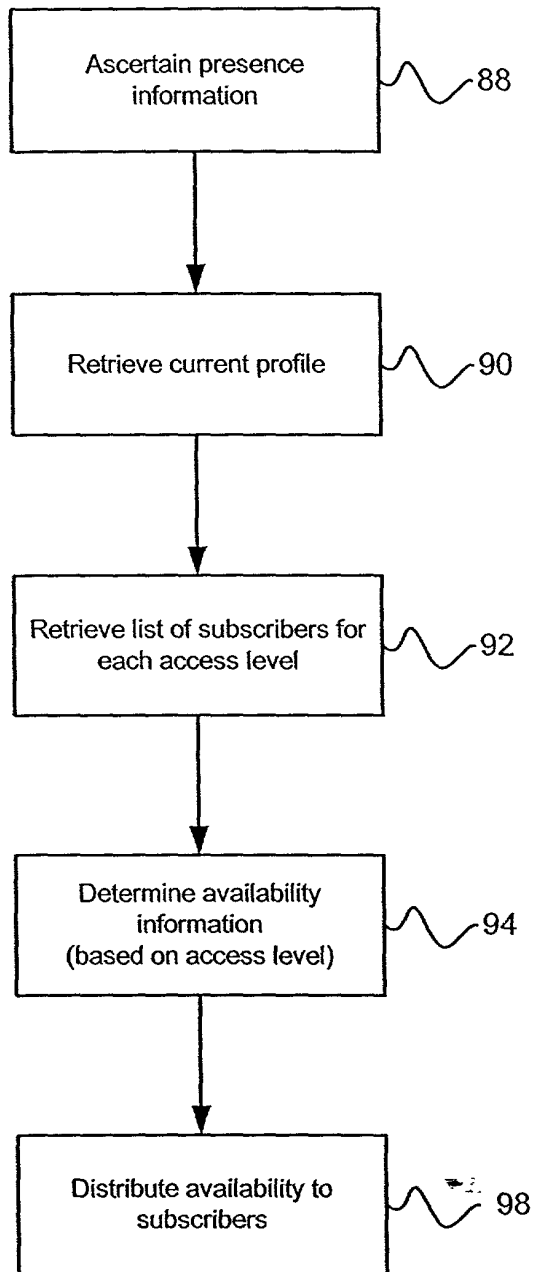 Ascertain presence
information
88
Retrieve current profile
90
Retrieve list of subscribers for
each access level
92
Determine availability
information
(based on access level)
94
Distribute availability to
subscribers
98